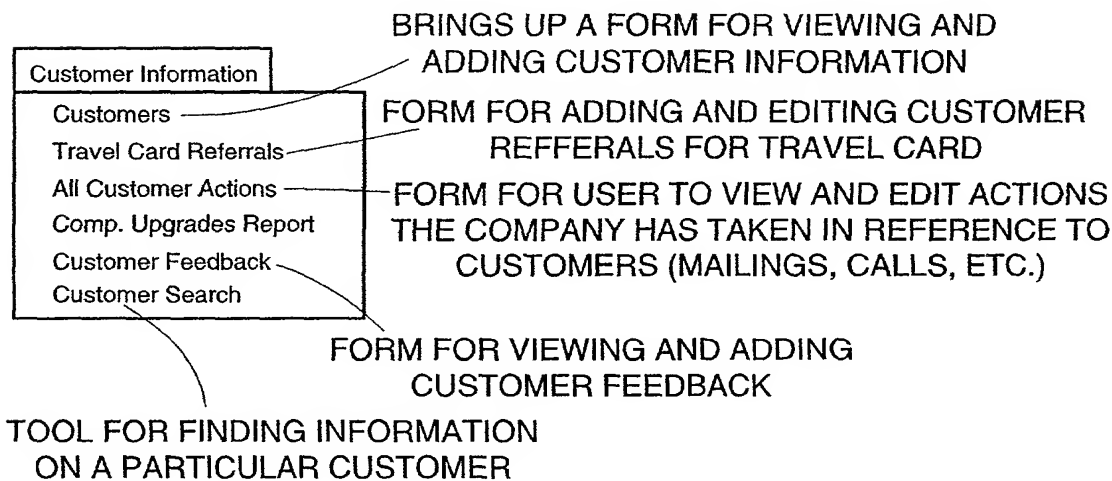 BRINGS UP A FORM FOR VIEWING AND
ADDING CUSTOMER INFORMATION
Customer Information
Customers
FORM FOR ADDING AND EDITING CUSTOMER
REFFERALS FOR TRAVEL CARD
Travel Card Referrals
All Customer Actions
FORM FOR USER TO VIEW AND EDIT ACTIONS
THE COMPANY HAS TAKEN IN REFERENCE TO
CUSTOMERS (MAILINGS, CALLS, ETC.)
Comp. Upgrades Report
Customer Feedback
Customer Search
FORM FOR VIEWING AND ADDING
CUSTOMER FEEDBACK
TOOL FOR FINDING INFORMATION
ON A PARTICULAR CUSTOMER